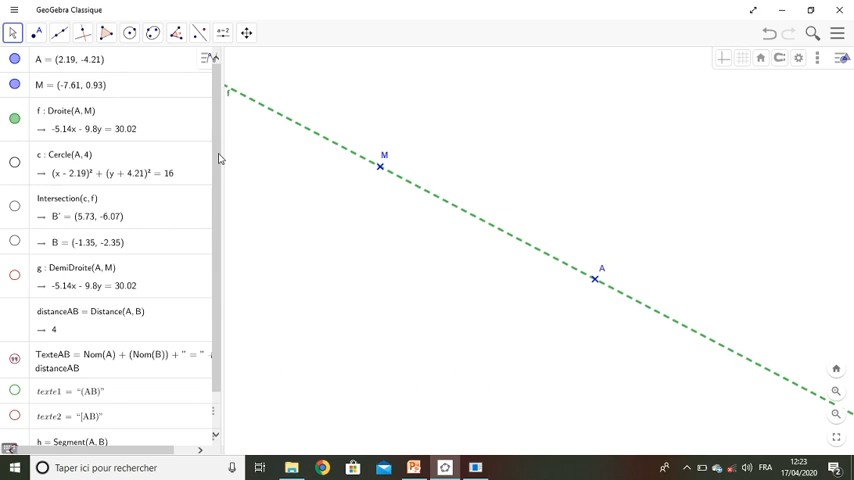 GeoGebra Classique
A = (2.19, -4.21)
M = (-7.61, 0.93)
f : Droite(A, M)
→ -5.14x - 9.8y = 30.02
c : Cercle(A, 4)
→ (x - 2.19)² + (y + 4.21)² = 16
Intersection(c, f)
→ B' = (5.73, -6.07)
→ B = (-1.35, -2.35)
g : DemiDroite(A, M)
→ -5.14x - 9.8y = 30.02
distanceAB = Distance(A, B)
→ 4
TexteAB = Nom(A) + (Nom(B)) + " = " +
distanceAB
texte1 = “(AB)”
texte2 = “[AB)”
h = Segment(A, B)
a=2
f
M
A
Taper ici pour rechercher
FRA
12:23
17/04/2020
2